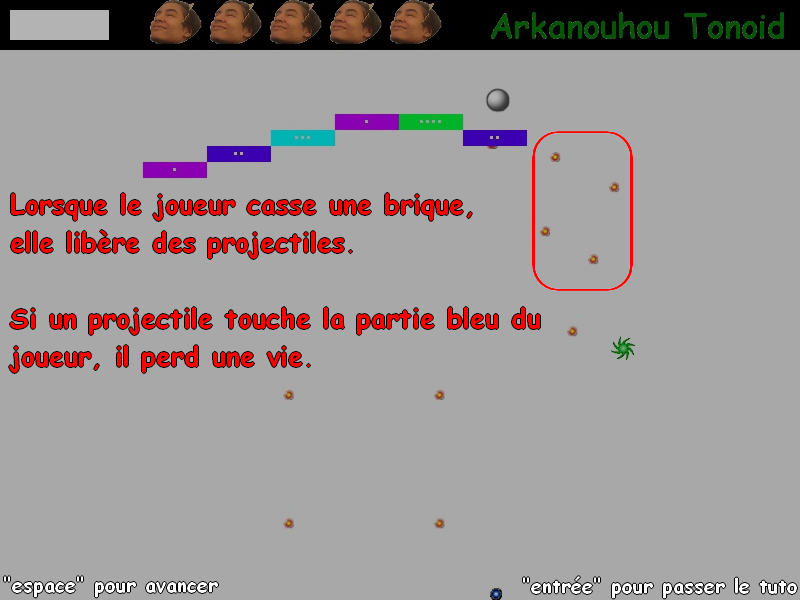 Arkanouhou Tonoid
Lorsque le joueur casse une brique,
elle libère des projectiles.
Si un projectile touche la partie bleu du
joueur, il perd une vie.
"espace" pour avancer
"entrée" pour passer le tuto